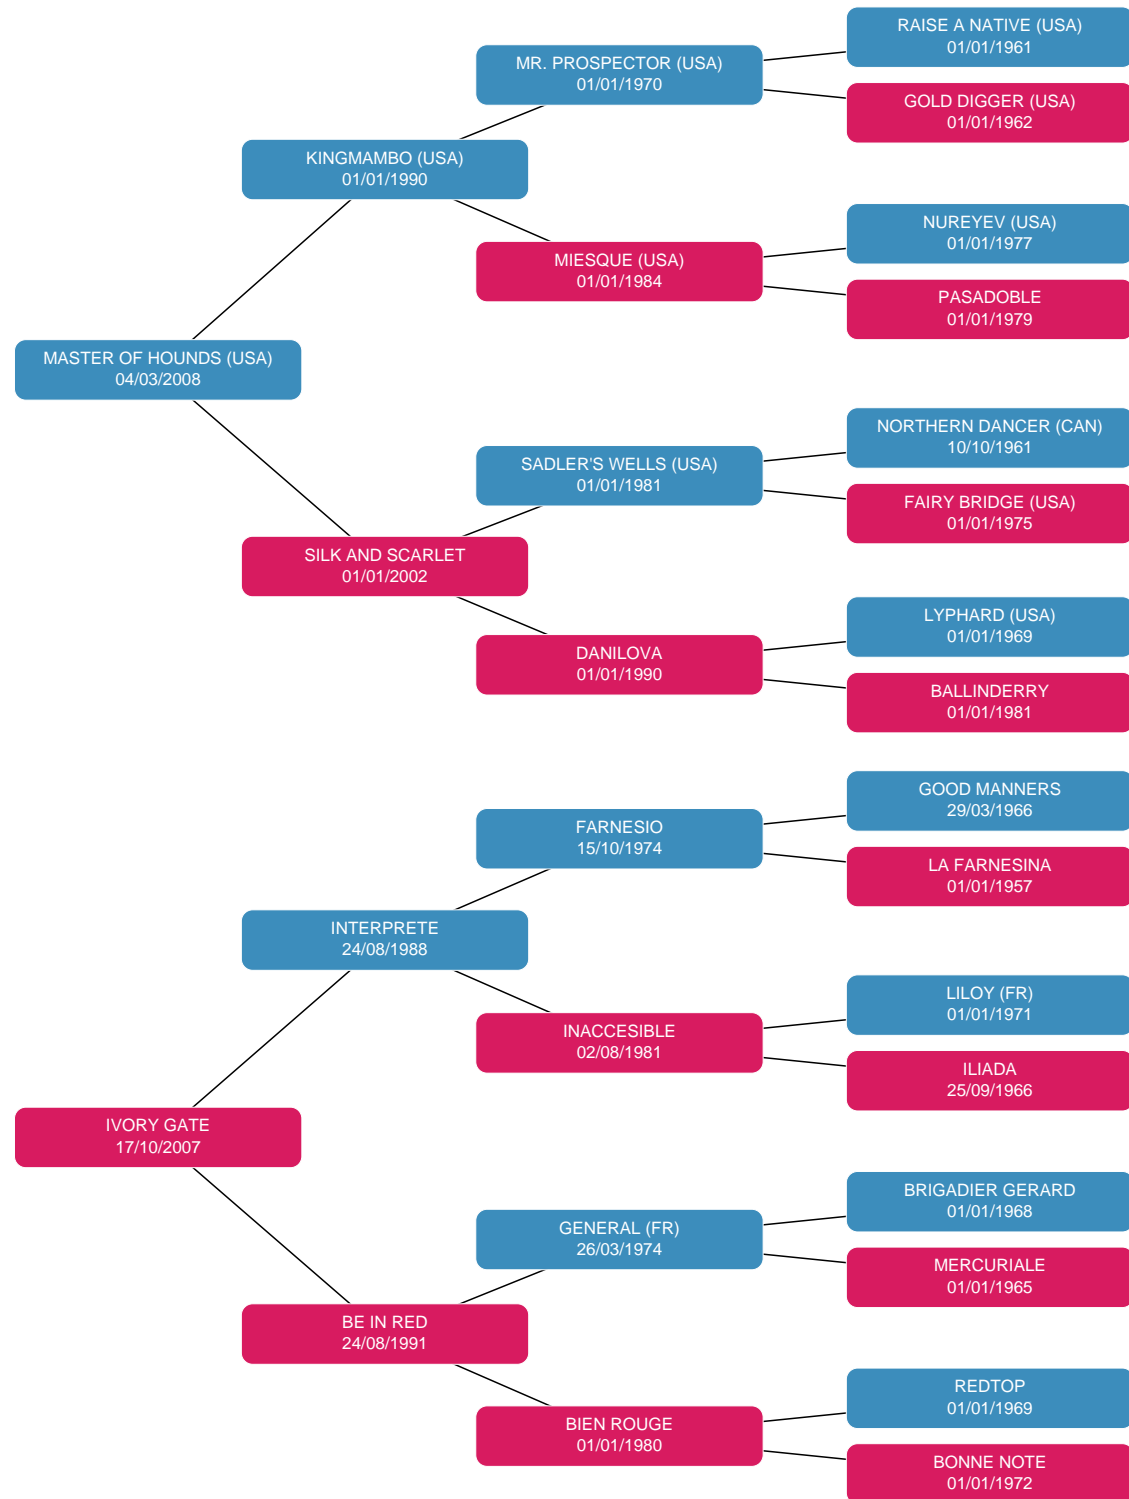 RAISE A NATIVE (USA)
01/01/1961
MR. PROSPECTOR (USA)
01/01/1970
GOLD DIGGER (USA)
01/01/1962
KINGMAMBO (USA)
01/01/1990
NUREYEV (USA)
01/01/1977
MIESQUE (USA)
01/01/1984
PASADOBLE
01/01/1979
MASTER OF HOUNDS (USA)
04/03/2008
NORTHERN DANCER (CAN)
10/10/1961
SADLER'S WELLS (USA)
01/01/1981
FAIRY BRIDGE (USA)
01/01/1975
SILK AND SCARLET
01/01/2002
LYPHARD (USA)
01/01/1969
DANILOVA
01/01/1990
BALLINDERRY
01/01/1981
GOOD MANNERS
29/03/1966
FARNESIO
15/10/1974
LA FARNESINA
01/01/1957
INTERPRETE
24/08/1988
LILOY (FR)
01/01/1971
INACCESIBLE
02/08/1981
ILIADA
25/09/1966
IVORY GATE
17/10/2007
BRIGADIER GERARD
01/01/1968
GENERAL (FR)
26/03/1974
MERCURIALE
01/01/1965
BE IN RED
24/08/1991
REDTOP
01/01/1969
BIEN ROUGE
01/01/1980
BONNE NOTE
01/01/1972